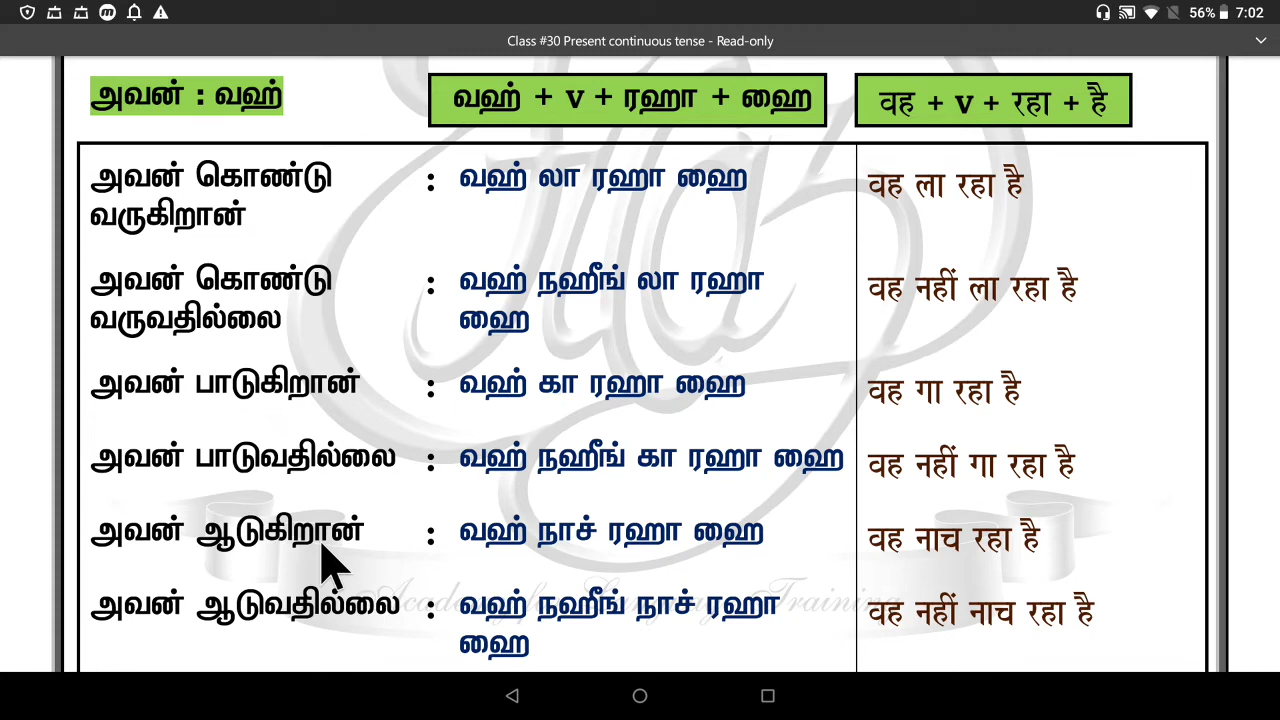 56% 7:02
Class #30 Present continuous tense - Read-only
அவன் : வஹ் வஹ் + v + ரஹா + ஹை वह + v + रहा + है
அவன் கொண்டு : வஹ் லா ரஹா ஹை वह ला रहा है
வருகிறான்
அவன் கொண்டு : வஹ் நஹீங் லா ரஹா वह नहीं ला रहा है
வருவதில்லை ஹை
அவன் பாடுகிறான் : வஹ் கா ரஹா ஹை वह गा रहा है
அவன் பாடுவதில்லை : வஹ் நஹீங் கா ரஹா ஹை वह नहीं गा रहा है
அவன் ஆடுகிறான் : வஹ் நாச் ரஹா ஹை वह नाच रहा है
அவன் ஆடுவதில்லை : வஹ் நஹீங் நாச் ரஹா वह नहीं नाच रहा है
ஹை